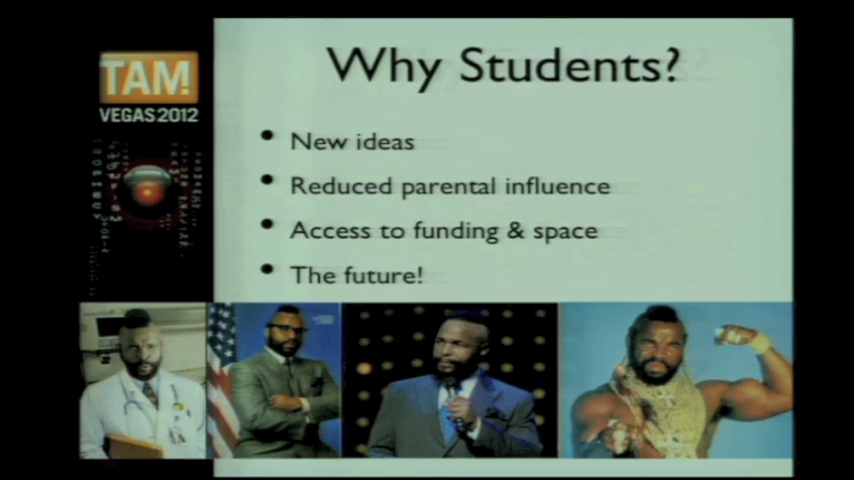 TAM!
VEGAS 2012
Why Students?
• New ideas
• Reduced parental influence
• Access to funding & space
• The future!